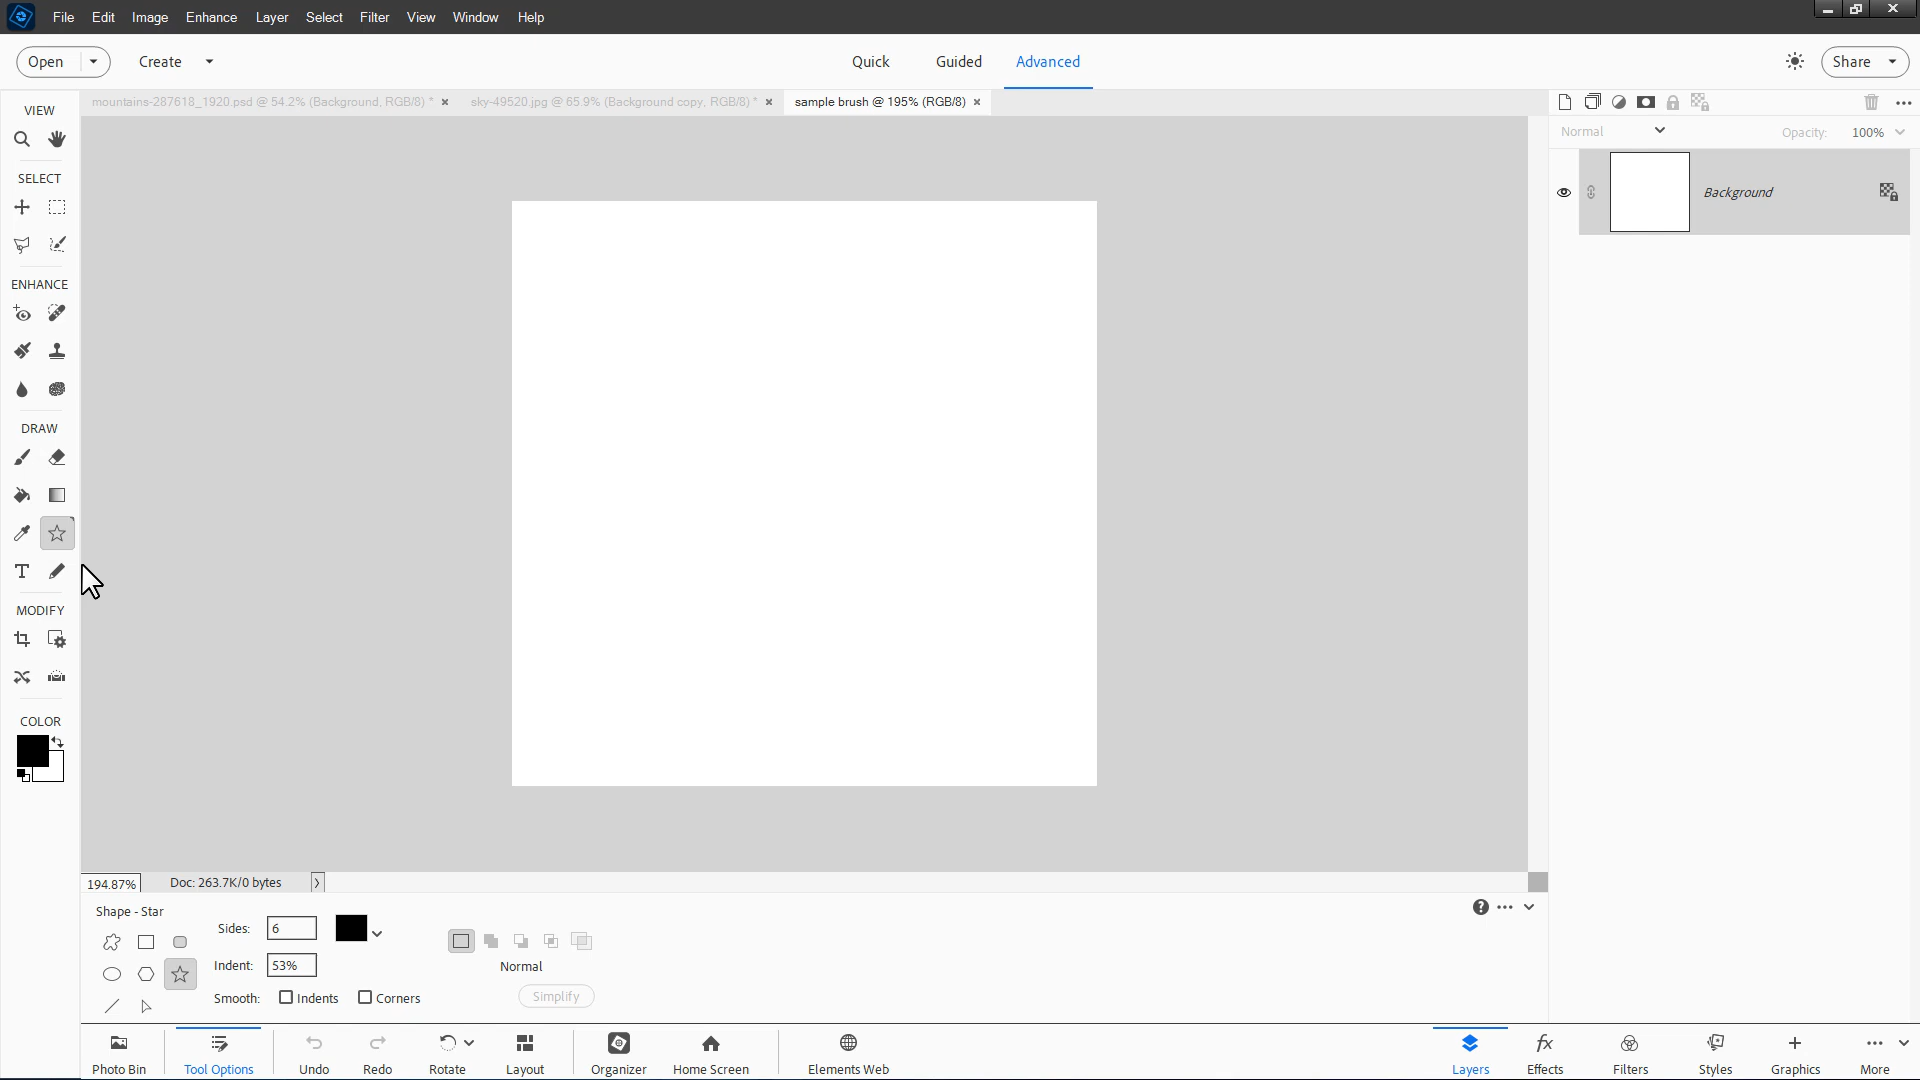 File Edit Image Enhance Layer Select Filter View Window Help
Open Create Quick Guided Advanced Share
VIEW
mountains-287618_1920.psd @ 54.2% (Background, RGB/8) *
sky-49520.jpg @ 65.9% (Background copy, RGB/8) *
sample brush @ 195% (RGB/8)
Normal Opacity: 100%
SELECT
Background
ENHANCE
DRAW
MODIFY
COLOR
194.87% Doc: 263.7K/0 bytes
Shape - Star
Sides: 6
Indent: 53%
Normal
Smooth: Indents Corners
Simplify
Photo Bin Tool Options Undo Redo Rotate Layout Organizer Home Screen Elements Web Layers Effects Filters Styles Graphics More